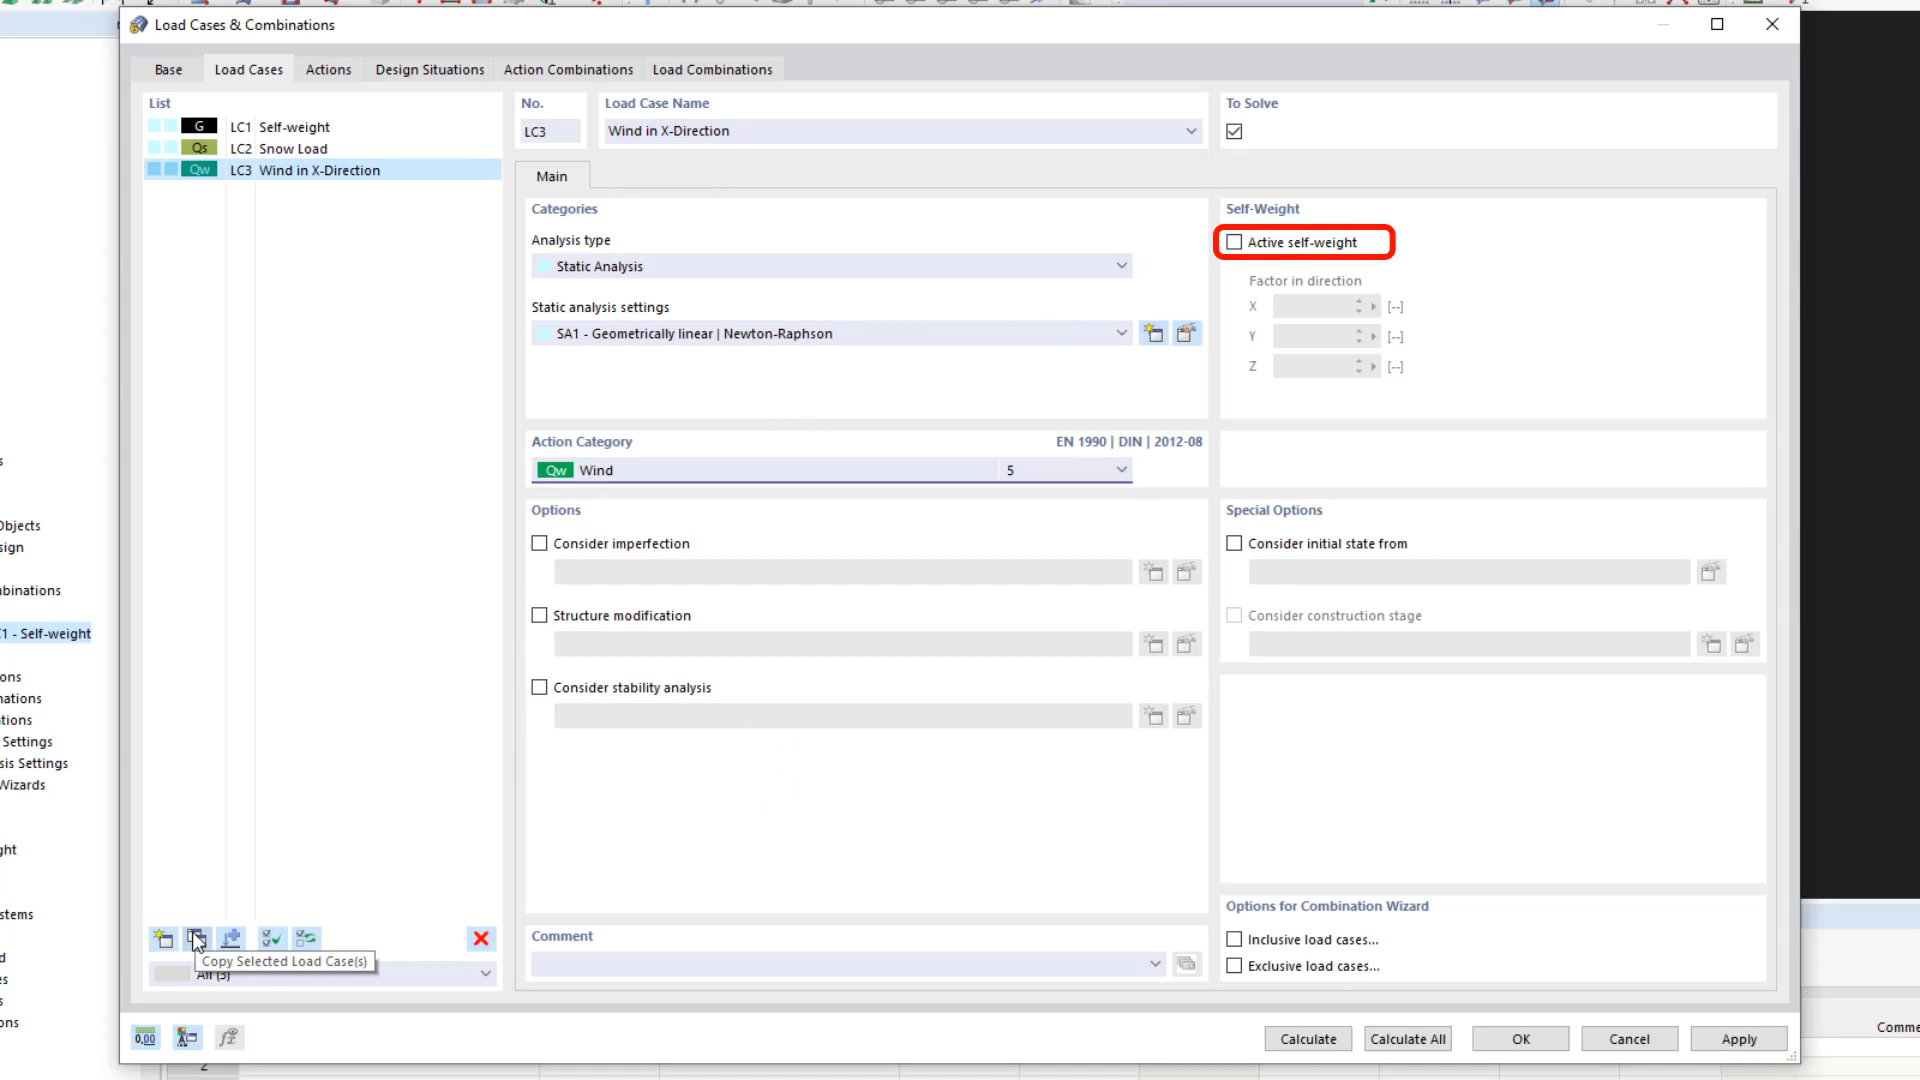 Load Cases & Combinations
Base Load Cases Actions Design Situations Action Combinations Load Combinations
List
G LC1 Self-weight
Qs LC2 Snow Load
Qw LC3 Wind in X-Direction
No.
LC3
Load Case Name
Wind in X-Direction
To Solve
Main
Categories
Analysis type
Static Analysis
Static analysis settings
SA1 - Geometrically linear | Newton-Raphson
Self-Weight
Active self-weight
Factor in direction
X [--]
Y [--]
Z [--]
Action Category EN 1990 | DIN | 2012-08
Qw Wind 5
Options
Consider imperfection
Structure modification
Consider stability analysis
Special Options
Consider initial state from
Consider construction stage
Options for Combination Wizard
Inclusive load cases...
Exclusive load cases...
Comment
Copy Selected Load Case(s)
All (3)
0,00
Calculate Calculate All OK Cancel Apply
s
Objects
sign
nbinations
C1 - Self-weight
ons
nations
tions
Settings
sis Settings
Wizards
ght
stems
d
es
s
ons
Comme
2